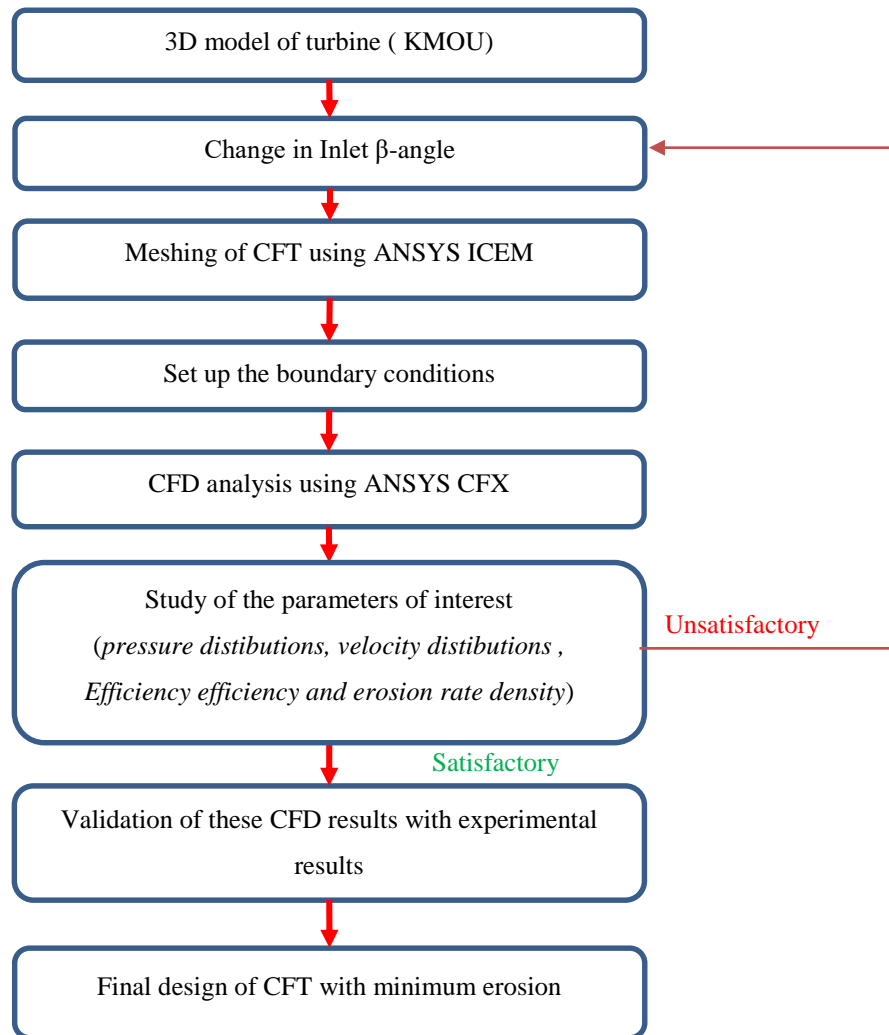 3D model of turbine ( KMOU)
Change in Inlet β-angle
Meshing of CFT using ANSYS ICEM
Set up the boundary conditions
CFD analysis using ANSYS CFX
Study of the parameters of interest
(pressure distibutions, velocity distibutions ,
Efficiency efficiency and erosion rate density)
Unsatisfactory
Satisfactory
Validation of these CFD results with experimental
results
Final design of CFT with minimum erosion